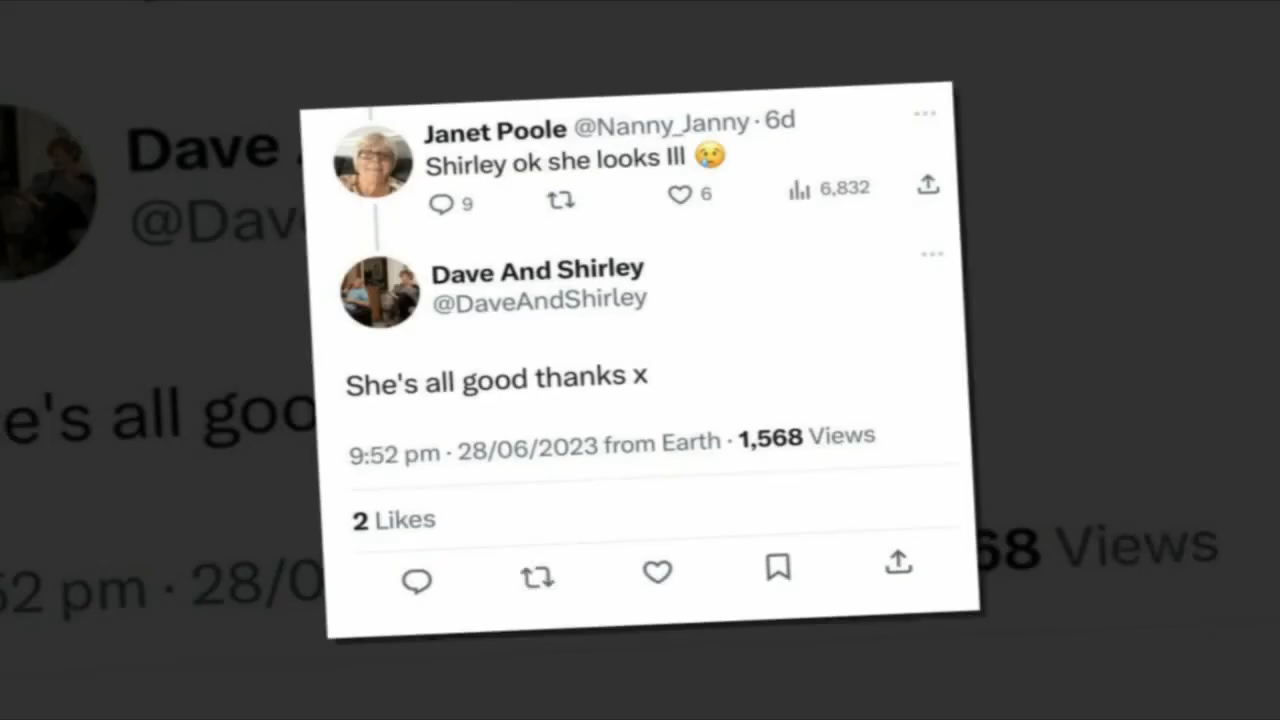 Janet Poole @Nanny_Janny · 6d
Shirley ok she looks Ill 😢
9 6 6,832
Dave And Shirley
@DaveAndShirley
She's all good thanks x
9:52 pm · 28/06/2023 from Earth · 1,568 Views
2 Likes
Dave
@Dav
e's all goo
52 pm · 28/0
68 Views